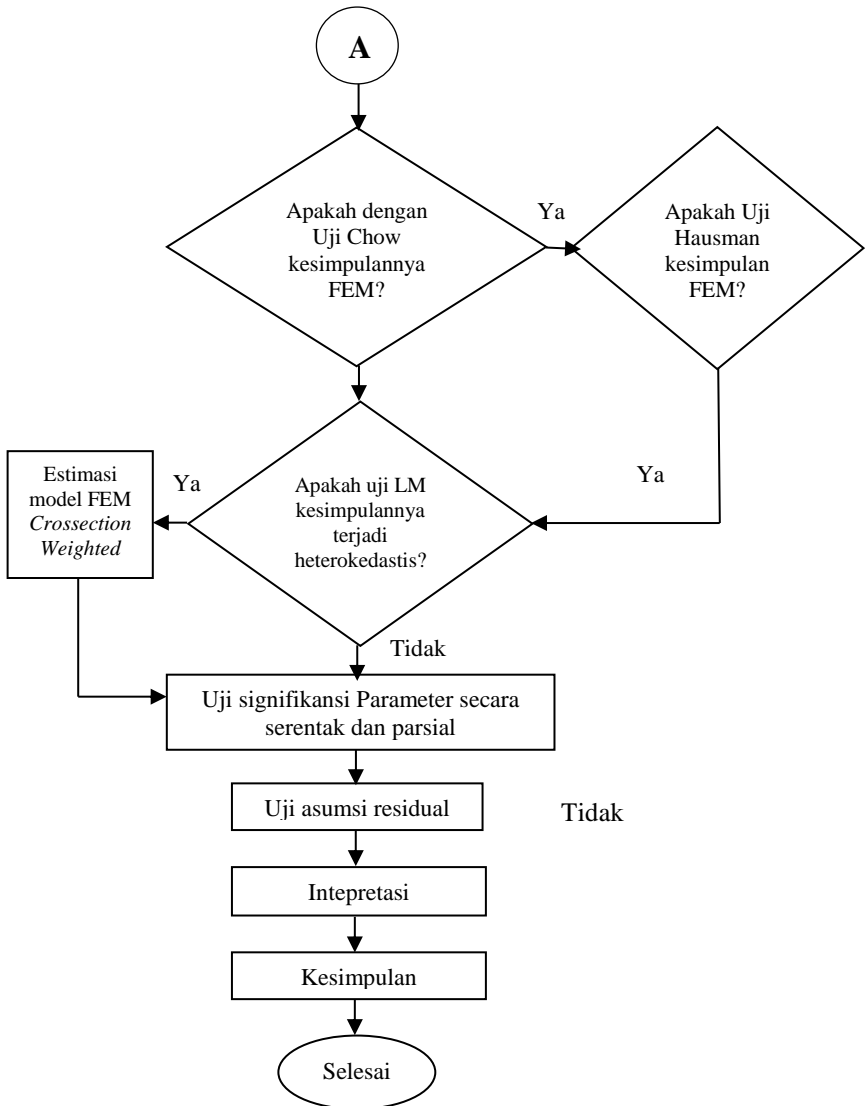 A
Apakah dengan
Uji Chow
kesimpulannya
FEM?
Ya
Apakah Uji
Hausman
kesimpulan
FEM?
Estimasi
model FEM
Crossection
Weighted
Ya
Apakah uji LM
kesimpulannya
terjadi
heterokedastis?
Ya
Tidak
Uji signifikansi Parameter secara
serentak dan parsial
Uji asumsi residual
Tidak
Intepretasi
Kesimpulan
Selesai